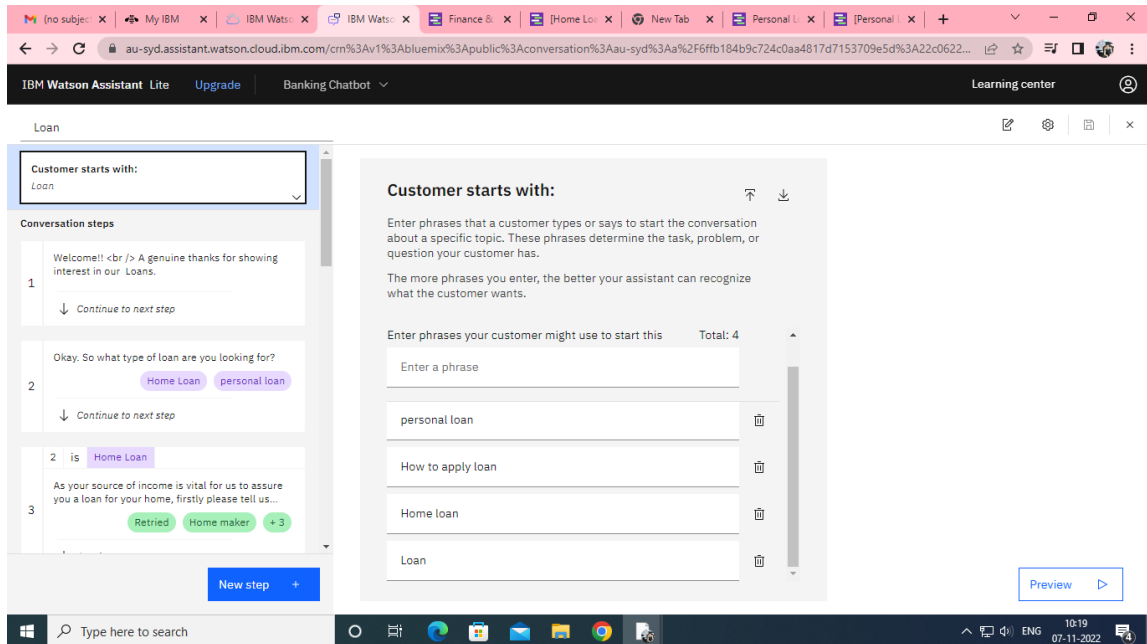 (no subject
My IBM
IBM Wats
IBM Wats
Finance &
[Home Loa
New Tab
Personal L
[Personal
au-syd.assistant.watson.cloud.ibm.com/crn%3Av1%3Abluemix%3Apublic%3Aconversation%3Aau-syd%3Aa%2F6ffb184b9c724c0aa4817d7153709e5d%3A22c0622...
IBM Watson Assistant Lite
Upgrade
Banking Chatbot
Learning center
Loan
Customer starts with:
Loan
Conversation steps
1
Welcome!! <br /> A genuine thanks for showing
interest in our Loans.
Continue to next step
2
Okay. So what type of loan are you looking for?
Home Loan
personal loan
Continue to next step
3
2 is Home Loan
As your source of income is vital for us to assure
you a loan for your home, firstly please tell us...
Retried
Home maker
+ 3
New step +
Customer starts with:
Enter phrases that a customer types or says to start the conversation
about a specific topic. These phrases determine the task, problem, or
question your customer has.
The more phrases you enter, the better your assistant can recognize
what the customer wants.
Enter phrases your customer might use to start this
Total: 4
Enter a phrase
personal loan
How to apply loan
Home loan
Loan
Preview
Type here to search
ENG
10:19
07-11-2022
4